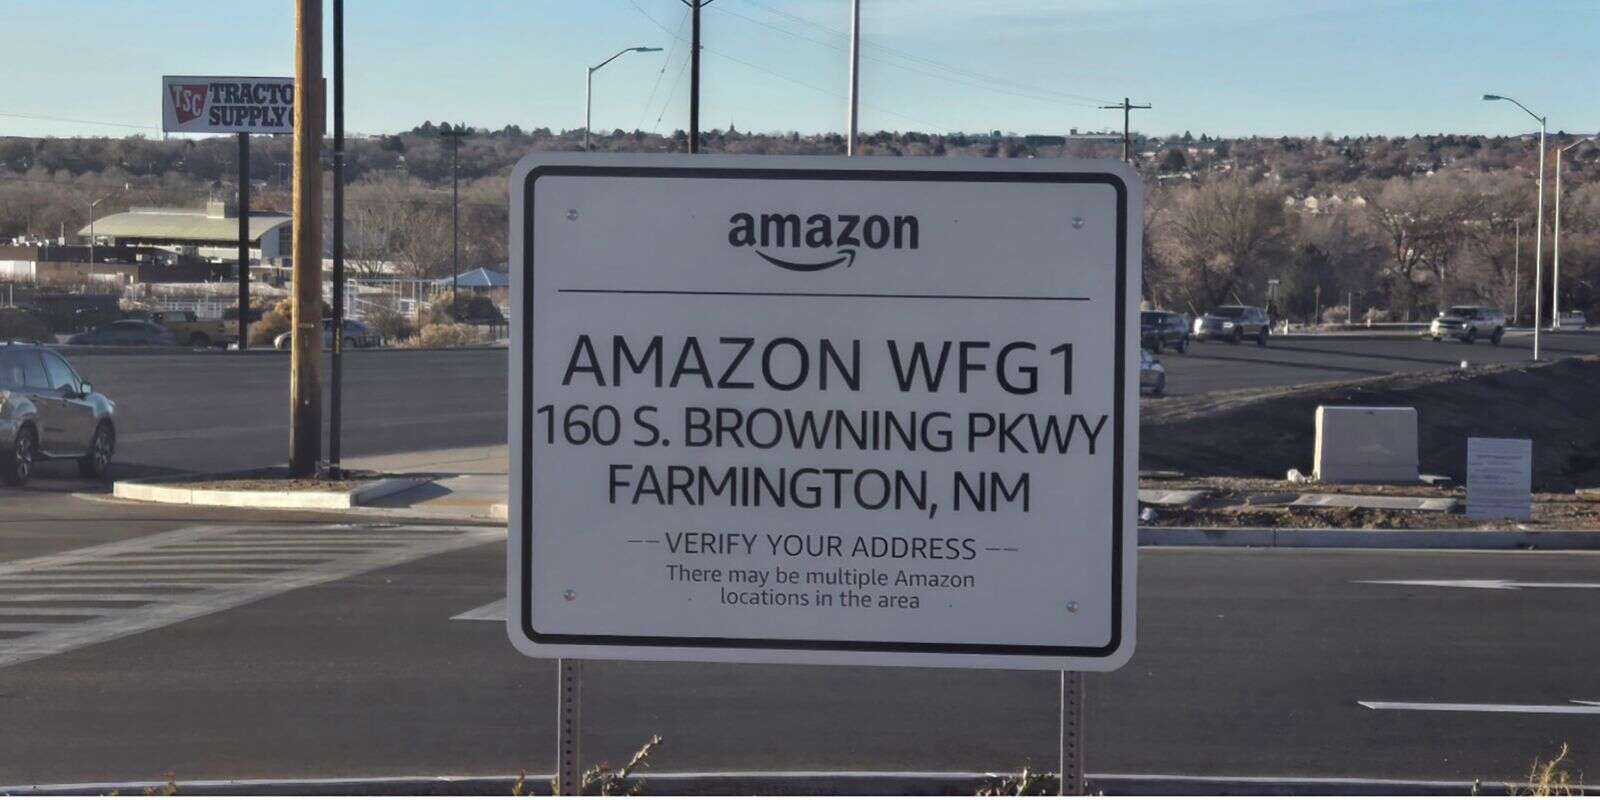 TSC TRACTO
SUPPLY
amazon
AMAZON WFG1
160 S. BROWNING PKWY
FARMINGTON, NM
--VERIFY YOUR ADDRESS--
There may be multiple Amazon
locations in the area